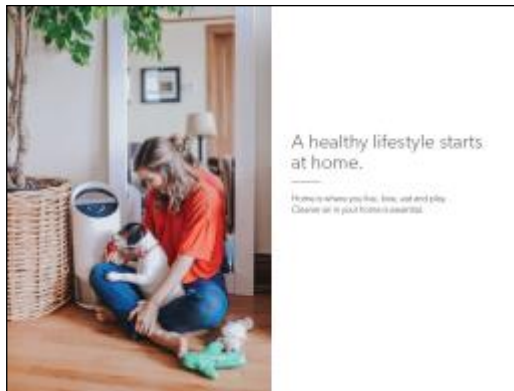 A healthy lifestyle starts
at home.
Home is where you live, love, eat and play.
Cleaner air in your home is essential.